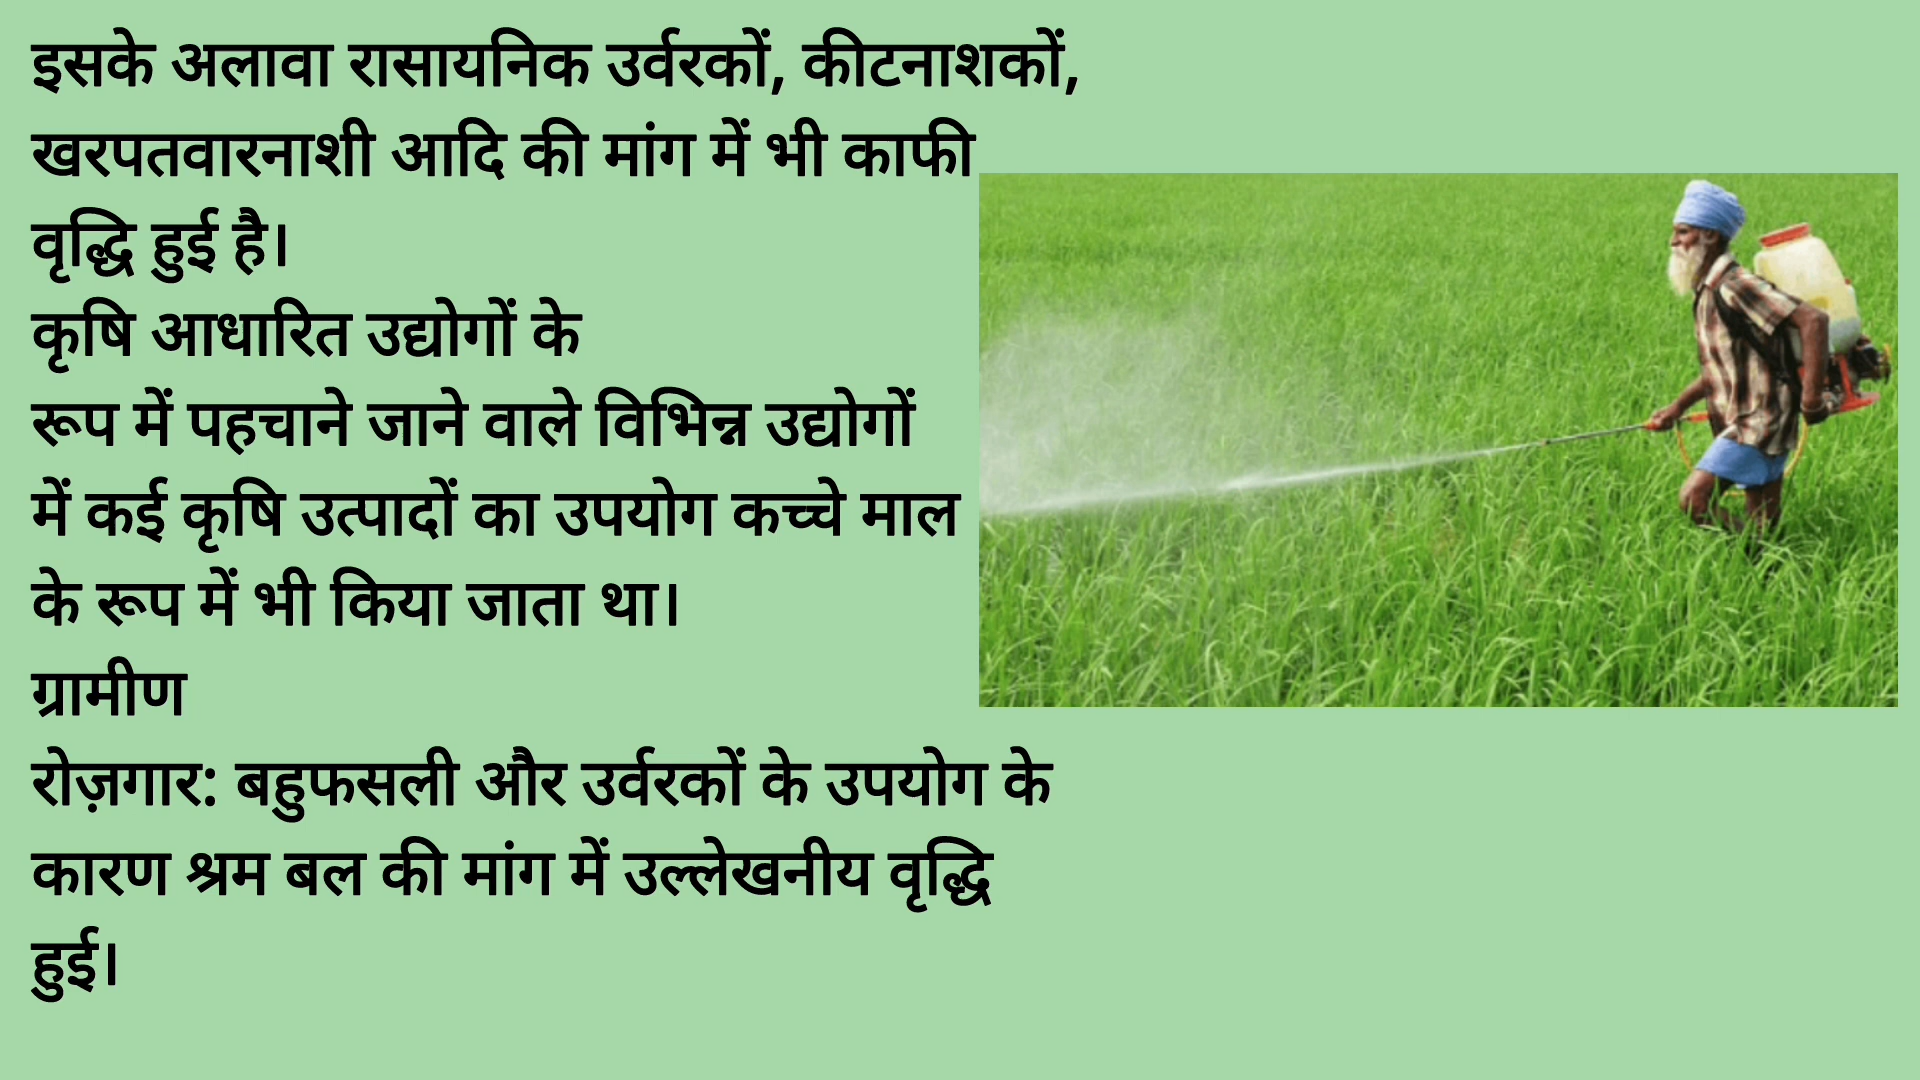 इसके अलावा रासायनिक उर्वरकों, कीटनाशकों,
खरपतवारनाशी आदि की मांग में भी काफी
वृद्धि हुई है।
कृषि आधारित उद्योगों के
रूप में पहचाने जाने वाले विभिन्न उद्योगों
में कई कृषि उत्पादों का उपयोग कच्चे माल
के रूप में भी किया जाता था।
ग्रामीण
रोज़गार: बहुफसली और उर्वरकों के उपयोग के
कारण श्रम बल की मांग में उल्लेखनीय वृद्धि
हुई।